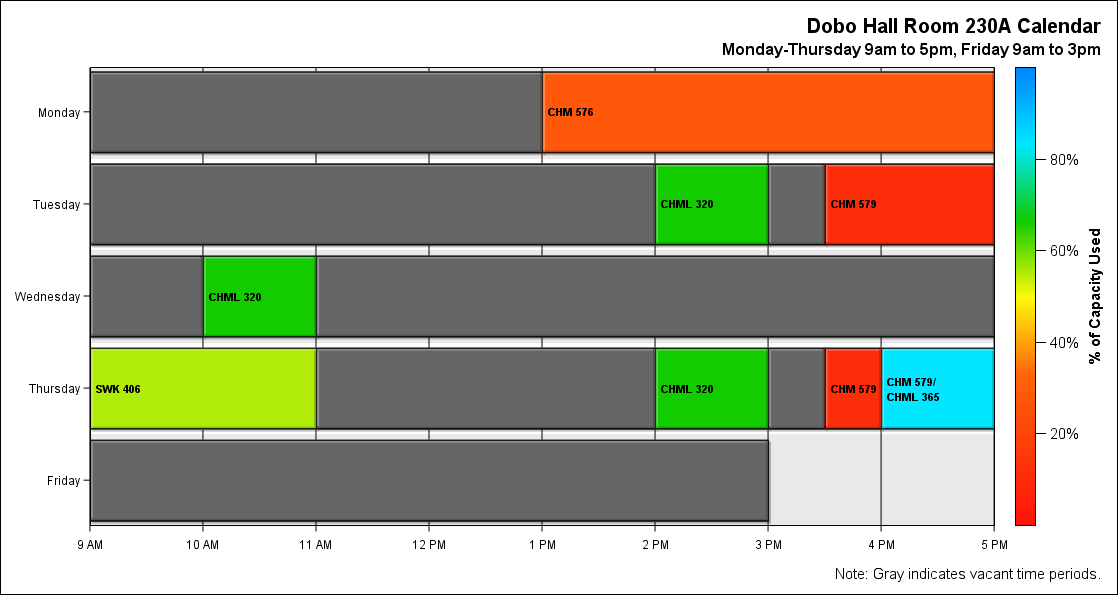 Dobo Hall Room 230A Calendar
Monday-Thursday 9am to 5pm, Friday 9am to 3pm
Monday
CHM 576
Tuesday
CHML 320
CHM 579
Wednesday
CHML 320
Thursday
SWK 406
CHML 320
CHM 579
CHM 579/
CHML 365
Friday
9 AM
10 AM
11 AM
12 PM
1 PM
2 PM
3 PM
4 PM
5 PM
80%
60%
40%
20%
% of Capacity Used
Note: Gray indicates vacant time periods.